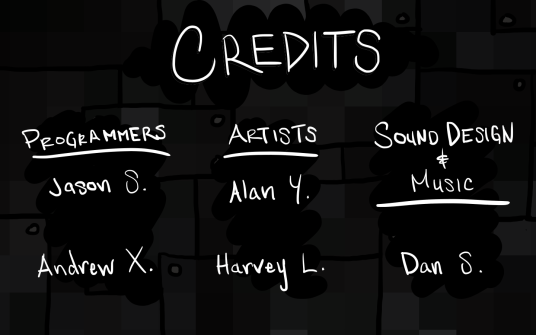 CREDITS
PROGRAMMERS
Jason S.
Andrew X.
ARTISTS
Alan Y.
Harvey L.
SOUND DESIGN
&
MUSIC
Dan S.